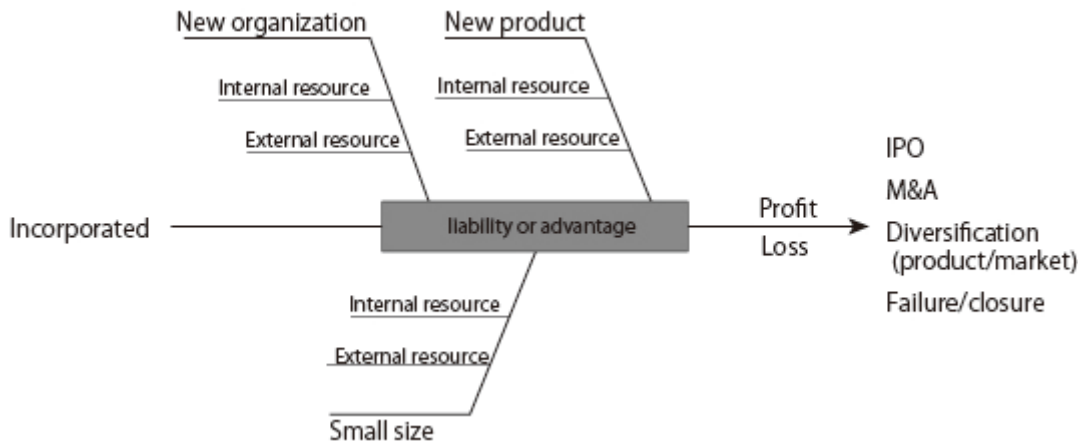 New organization
New product
Internal resource
Internal resource
External resource
External resource
IPO
M&A
Incorporated
liability or advantage
Profit
Loss
Diversification
(product/market)
Internal resource
Failure/closure
External resource
Small size